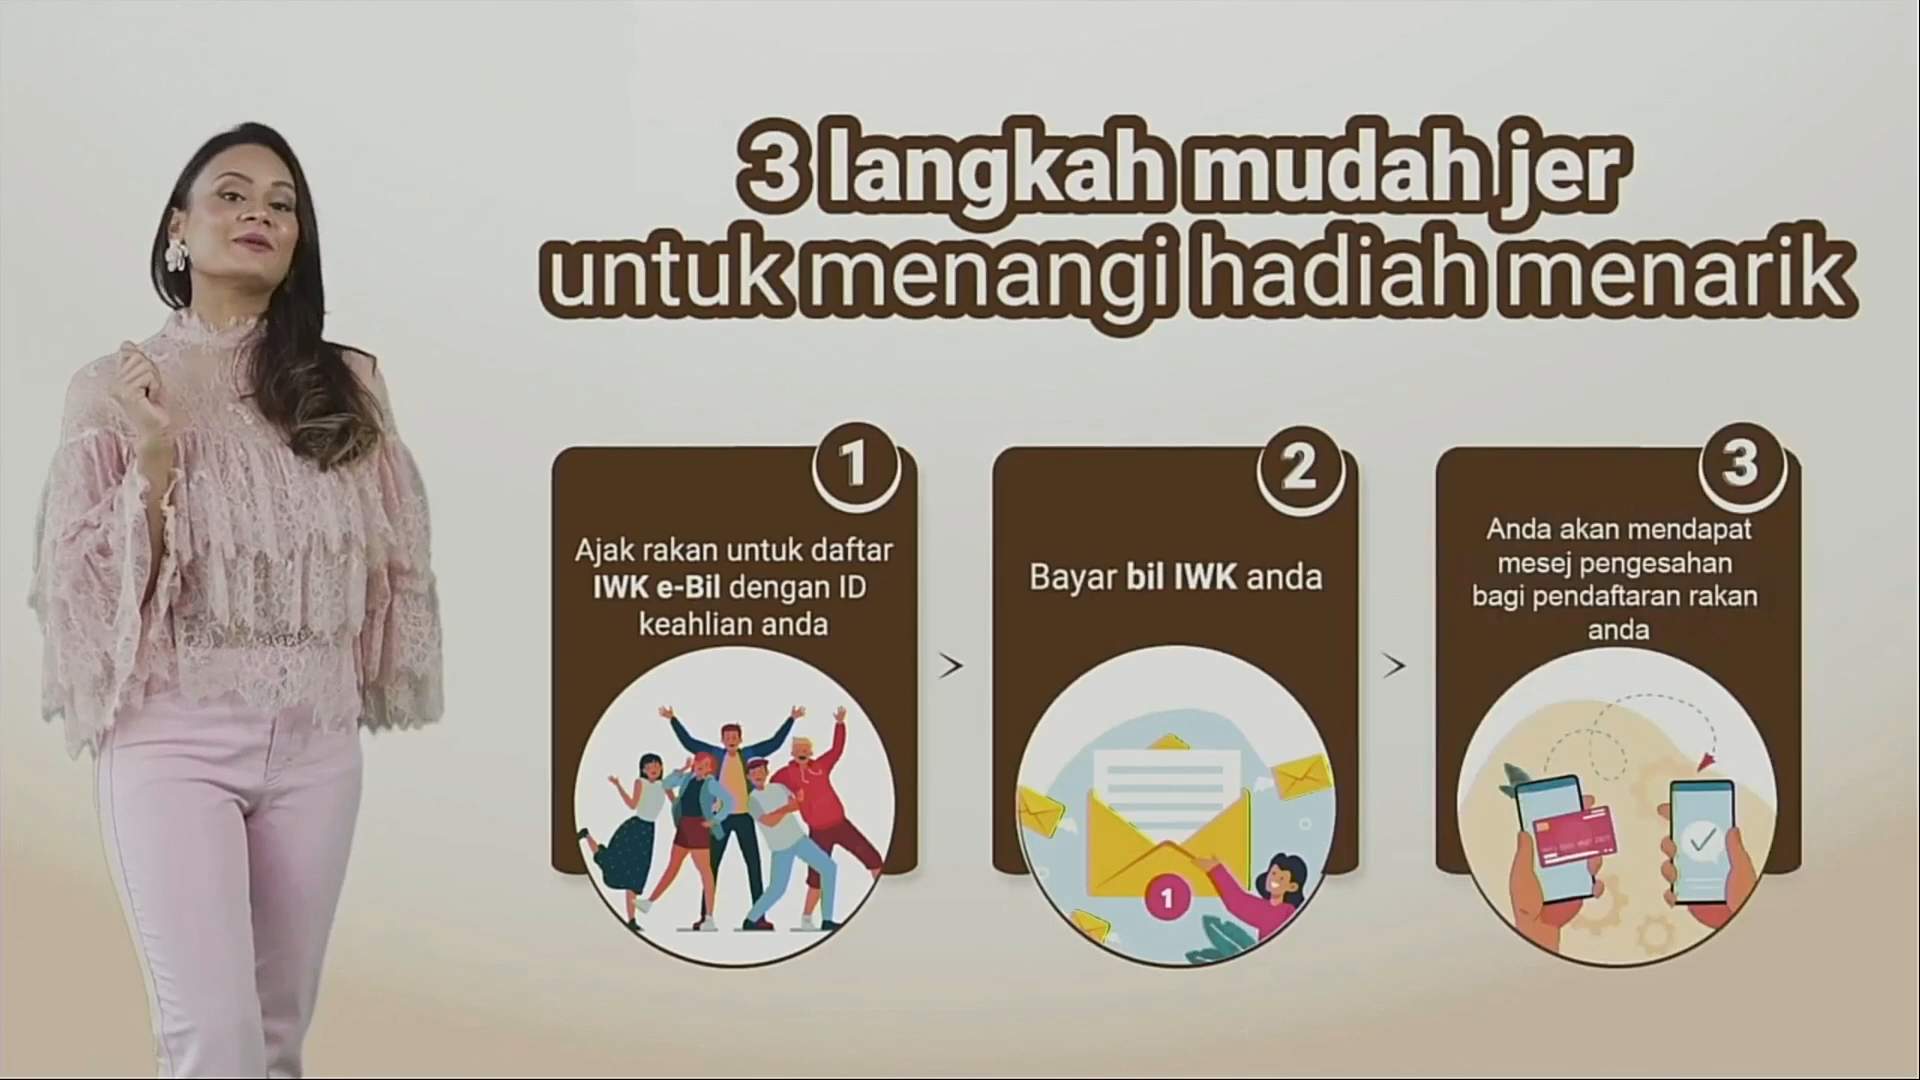 3 langkah mudah jer
untuk menangi hadiah menarik
1
Ajak rakan untuk daftar
IWK e-Bil dengan ID
keahlian anda
>
2
Bayar bil IWK anda
1
>
3
Anda akan mendapat
mesej pengesahan
bagi pendaftaran rakan
anda